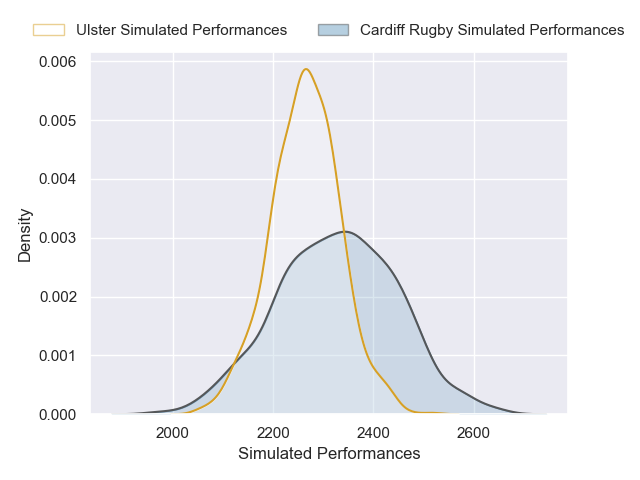 Ulster Simulated Performances   Cardiff Rugby Simulated Performances
0.006
0.005
0.004
0.003
0.002
0.001
0.000
Density
2000 2200 2400 2600
Simulated Performances